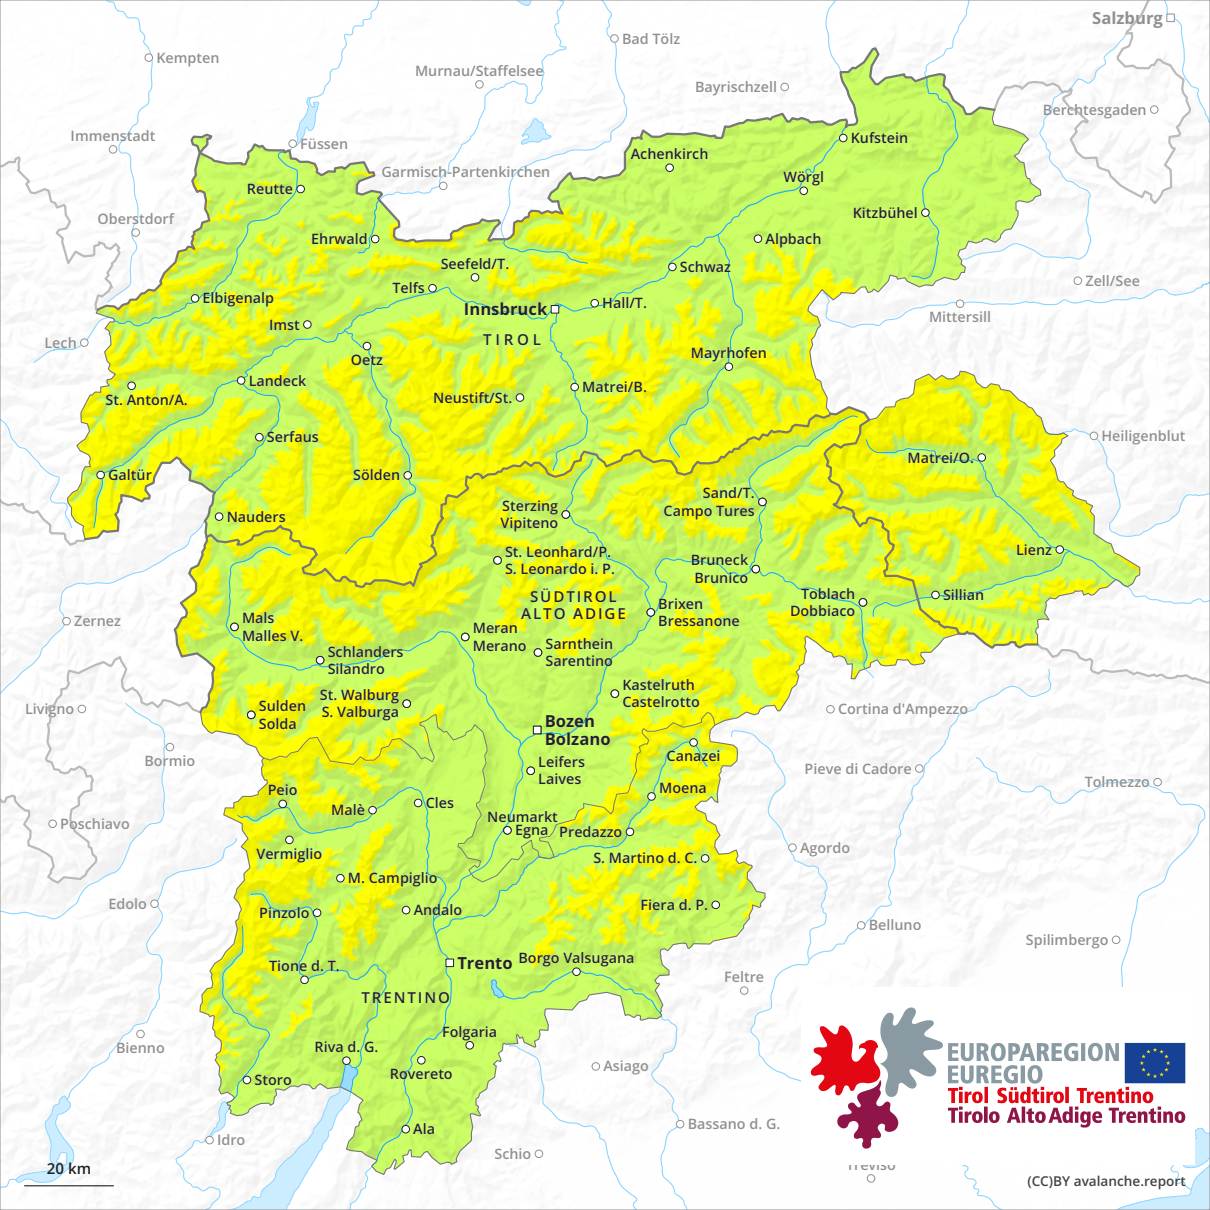 Salzburg
Bad Tölz
Kempten
Murnau/Staffelsee
Bayrischzell
Berchtesgaden
Immenstadt
Füssen
Kufstein
Achenkirch
Garmisch-Partenkirchen
Wörgl
Reutte
Oberstdorf
Kitzbühel
Ehrwald
Alpbach
Seefeld/T.
Schwaz
Zell/See
Telfs
Elbigenalp
Hall/T.
Innsbruck
Mittersill
Imst
TIROL
Lech
Oetz
Mayrhofen
Landeck
Matrei/B.
St. Anton/A.
Neustift/St.
Serfaus
Heiligenblut
Matrei/O.
Galtür
Sölden
Sand/T.
Campo Tures
Sterzing
Vipiteno
Nauders
Lienz
St. Leonhard/P.
S. Leonardo i. P.
Bruneck
Brunico
SÜDTIROL
ALTO ADIGE
Toblach
Dobbiaco
Sillian
Brixen
Bressanone
Zernez
Mals
Malles V.
Meran
Merano
Sarnthein
Sarentino
Schlanders
Silandro
Kastelruth
Castelrotto
St. Walburg
S. Valburga
Livigno
Sulden
Solda
Cortina d'Ampezzo
Bozen
Bolzano
Bormio
Canazei
Leifers
Laives
Pieve di Cadore
Tolmezzo
Peio
Moena
Malè
Cles
Neumarkt
Egna
Poschiavo
Predazzo
Vermiglio
Agordo
S. Martino d. C.
M. Campiglio
Edolo
Pinzolo
Andalo
Fiera d. P.
Belluno
Spilimbergo
Trento
Borgo Valsugana
Tione d. T.
Feltre
TRENTINO
Folgaria
Bienno
Riva d. G.
Rovereto
Asiago
Storo
EUROPAREGION
EUREGIO
Tirol Südtirol Trentino
Tirolo Alto Adige Trentino
Ala
Bassano d. G.
Idro
Schio
Treviso
20 km
(CC)BY avalanche.report